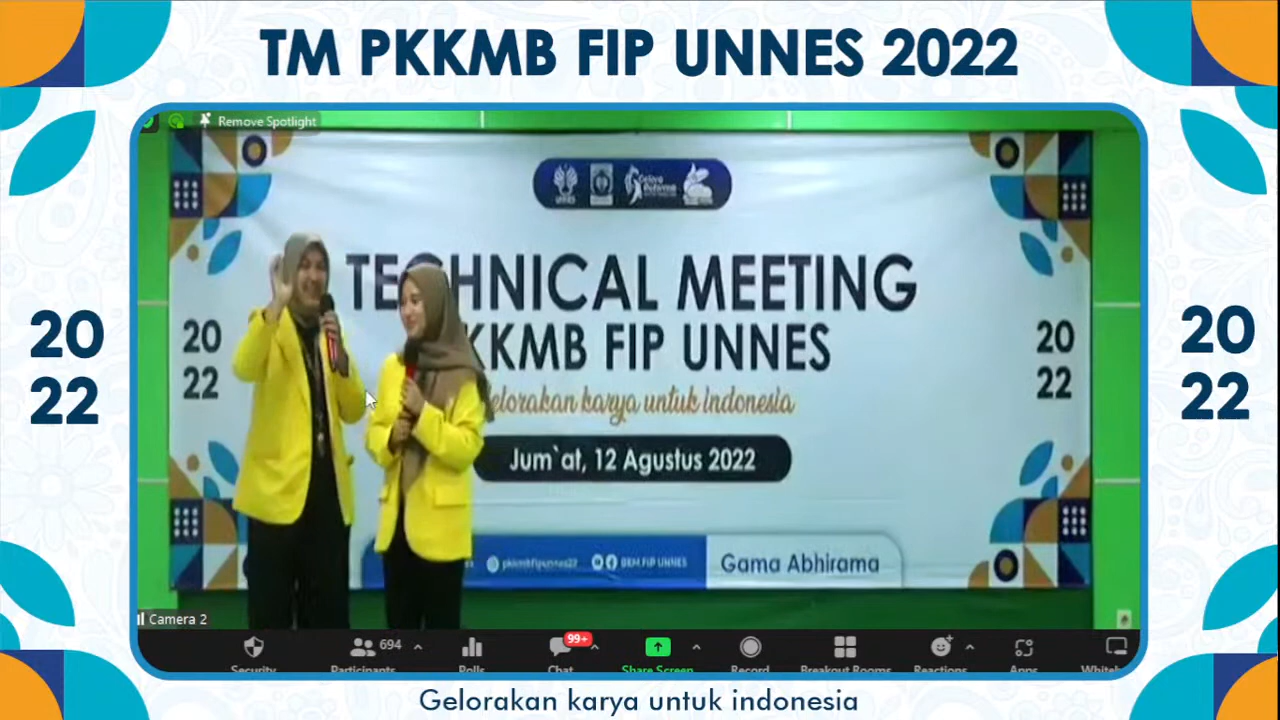 TM PKKMB FIP UNNES 2022
Remove Spotlight
UNNES
TECHNICAL MEETING
PKKMB FIP UNNES
Gelorakan karya untuk indonesia
Jum`at, 12 Agustus 2022
pkkmbfipunnes22
BEM FIP UNNES
Gama Abhirama
20
22
20
22
20
22
20
22
Camera 2
694
99+
Security
Participants
Polls
Chat
Share Screen
Record
Breakout Rooms
Reactions
Apps
Gelorakan karya untuk indonesia